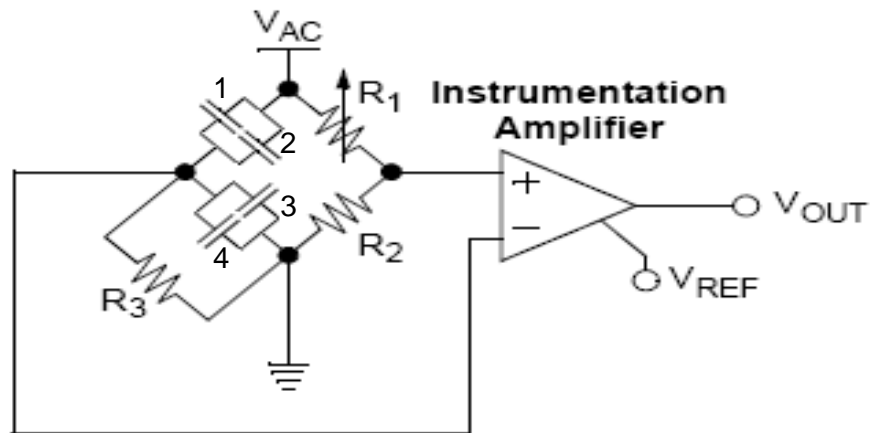 VAC
1
R1
Instrumentation
Amplifier
2
+
3
VOUT
−
R2
4
VREF
R3